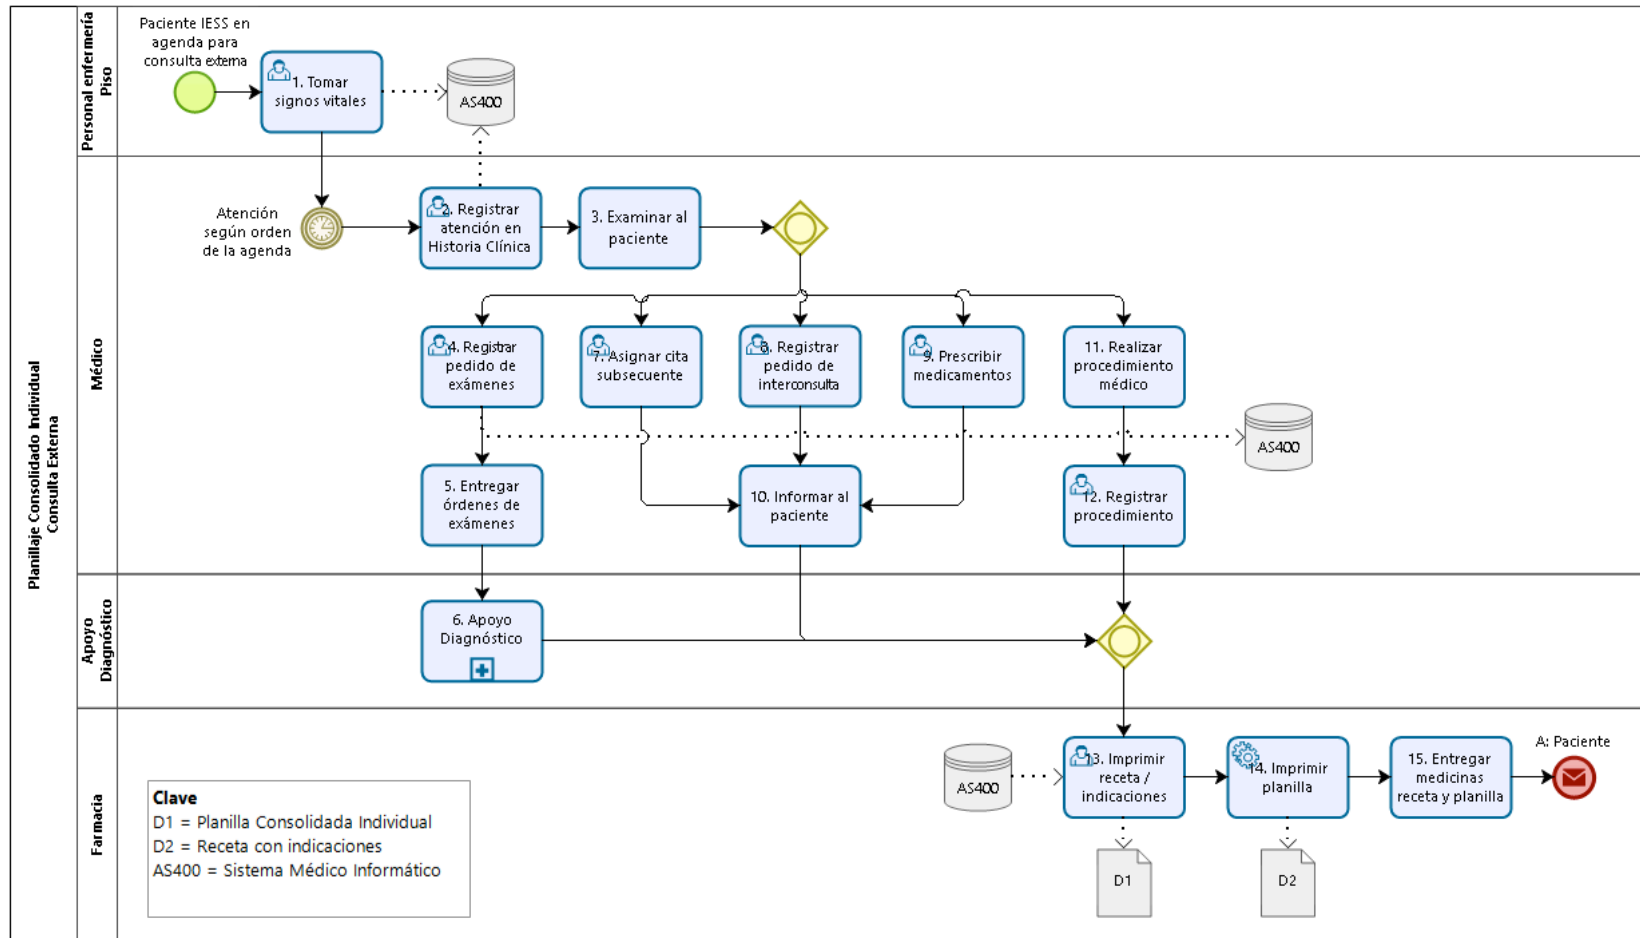 Planillaje Consolidado Individual
Consulta Externa
Personal enfermería
Piso
Paciente IESS en
agenda para
consulta externa
1. Tomar
signos vitales
AS400
Médico
Atención
según orden
de la agenda
2. Registrar
atención en
Historia Clínica
3. Examinar al
paciente
4. Registrar
pedido de
exámenes
7. Asignar cita
subsecuente
8. Registrar
pedido de
interconsulta
9. Prescribir
medicamentos
11. Realizar
procedimiento
médico
AS400
5. Entregar
órdenes de
exámenes
10. Informar al
paciente
12. Registrar
procedimiento
Apoyo
Diagnóstico
6. Apoyo
Diagnóstico
Farmacia
AS400
13. Imprimir
receta /
indicaciones
14. Imprimir
planilla
15. Entregar
medicinas
receta y planilla
A: Paciente
D1
D2
Clave
D1 = Planilla Consolidada Individual
D2 = Receta con indicaciones
AS400 = Sistema Médico Informático